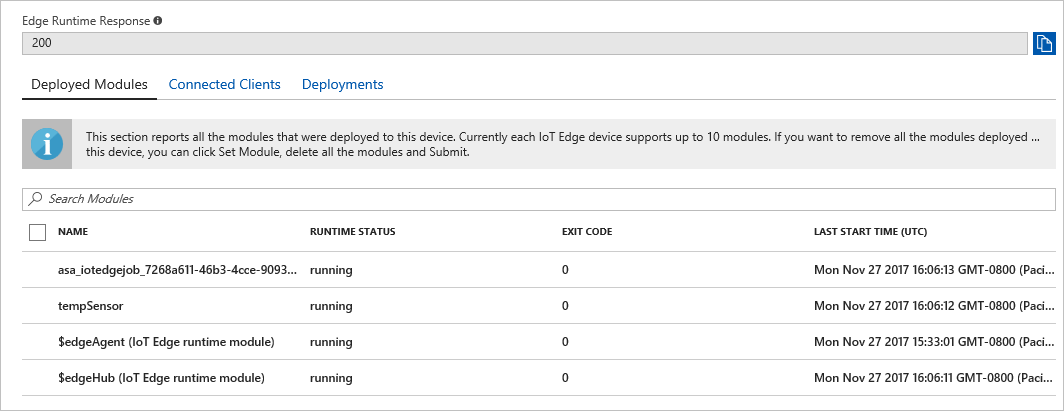 Edge Runtime Response
200
Deployed Modules Connected Clients Deployments
This section reports all the modules that were deployed to this device. Currently each IoT Edge device supports up to 10 modules. If you want to remove all the modules deployed ...
this device, you can click Set Module, delete all the modules and Submit.
Search Modules
NAME RUNTIME STATUS EXIT CODE LAST START TIME (UTC)
asa_iotedgejob_7268a611-46b3-4cce-9093... running 0 Mon Nov 27 2017 16:06:13 GMT-0800 (Paci...
tempSensor running 0 Mon Nov 27 2017 16:06:12 GMT-0800 (Paci...
$edgeAgent (IoT Edge runtime module) running 0 Mon Nov 27 2017 15:33:01 GMT-0800 (Paci...
$edgeHub (IoT Edge runtime module) running 0 Mon Nov 27 2017 16:06:11 GMT-0800 (Paci...